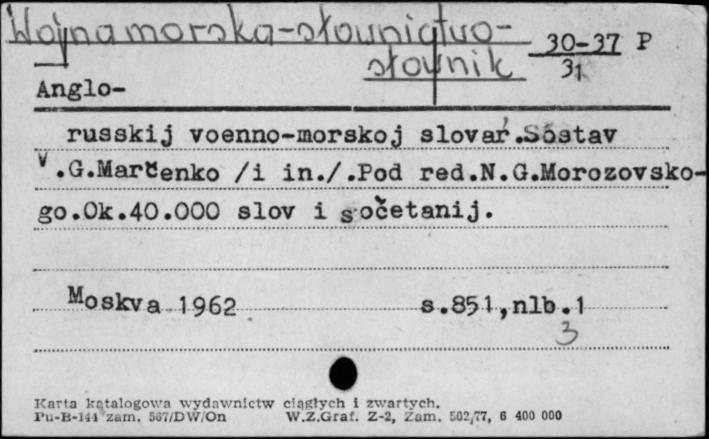 Wojna morska-słownictwo-
słownik
30-37 P
31
Anglo-
russkij voenno-morskoj slovaŕ.Sostav
V.G.Marčenko /i in./.Pod red.N.G.Morozovsko-
go.Ok.40.000 slov i sočetanij.
Moskva 1962 s.851,nlb.1
3
Karta katalogowa wydawnictw ciągłych i zwartych.
Pu-B-144 zam. 567/DW/On W.Z.Graf. Z-2, Zam. 502/77, 6 400 000